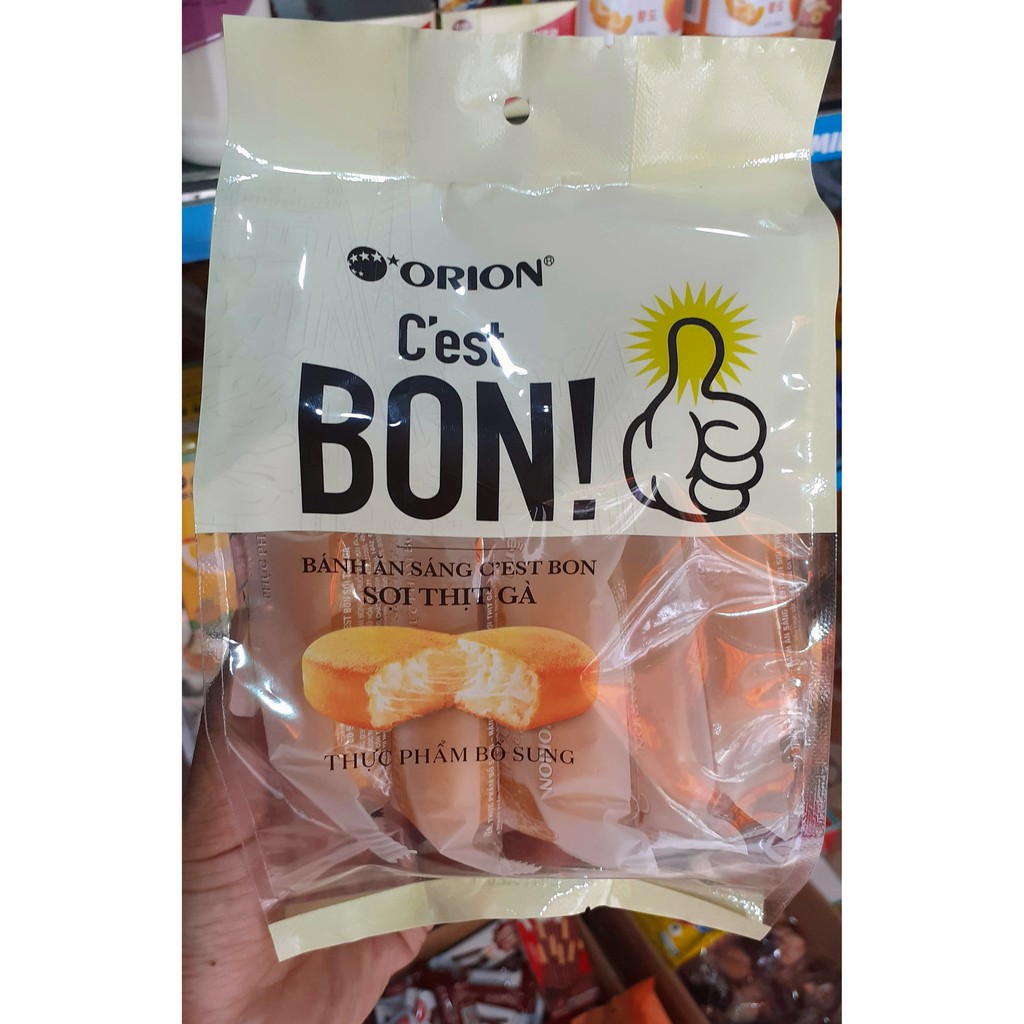 ORION®
C'est
BON!
BÁNH ĂN SÁNG C'EST BON
SỢI THỊT GÀ
THỰC PHẨM BỔ SUNG